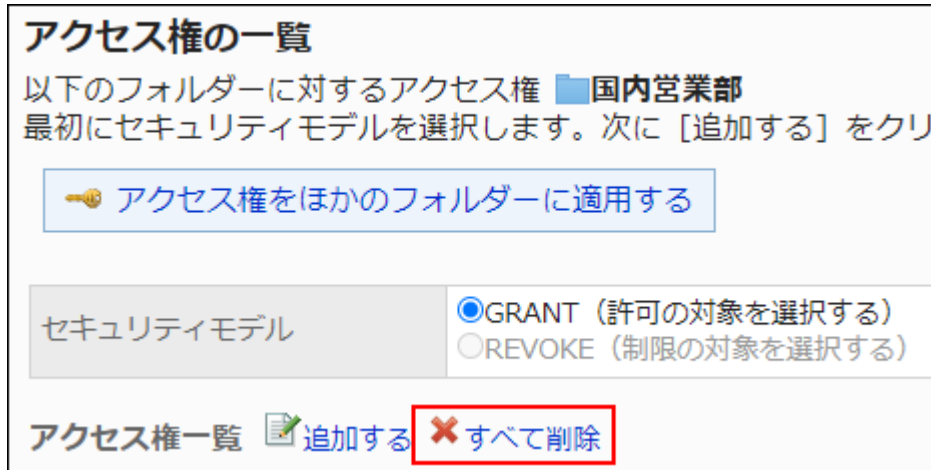 アクセス権の一覧
以下のフォルダーに対するアクセス権 国内営業部
最初にセキュリティモデルを選択します。次に［追加する］をクリ
アクセス権をほかのフォルダーに適用する
セキュリティモデル
GRANT（許可の対象を選択する）
REVOKE（制限の対象を選択する）
アクセス権一覧 追加する すべて削除